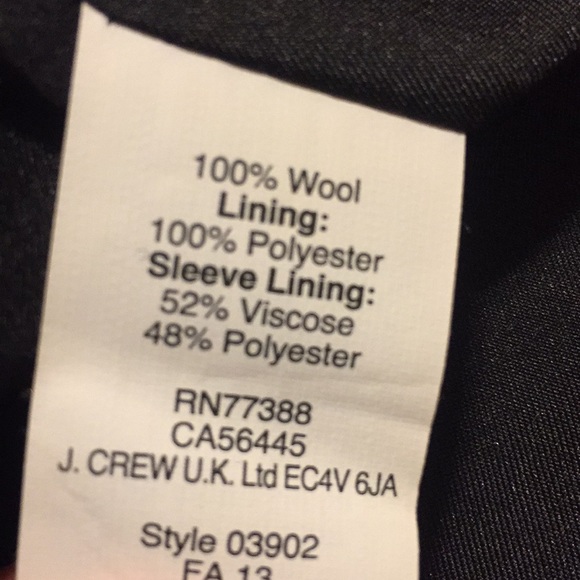 100% Wool
Lining:
100% Polyester
Sleeve Lining:
52% Viscose
48% Polyester
RN77388
CA56445
J. CREW U.K. Ltd EC4V 6JA
Style 03902
FA 13